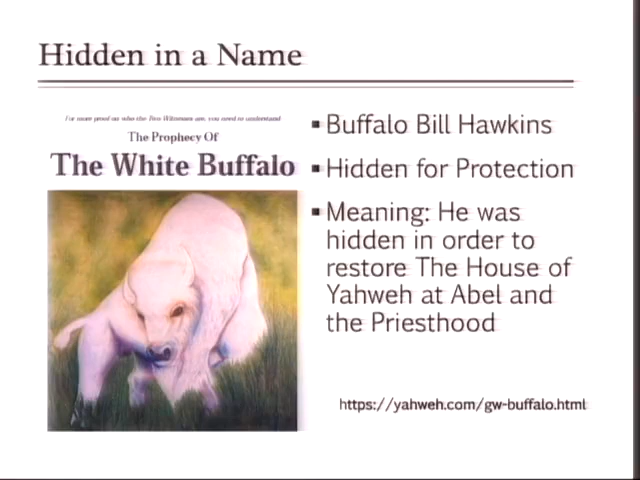 Hidden in a Name
For more proof on who the Two Witnesses are, you need to understand
The Prophecy Of
The White Buffalo
▪ Buffalo Bill Hawkins
▪ Hidden for Protection
▪ Meaning: He was
hidden in order to
restore The House of
Yahweh at Abel and
the Priesthood
https://yahweh.com/gw-buffalo.html